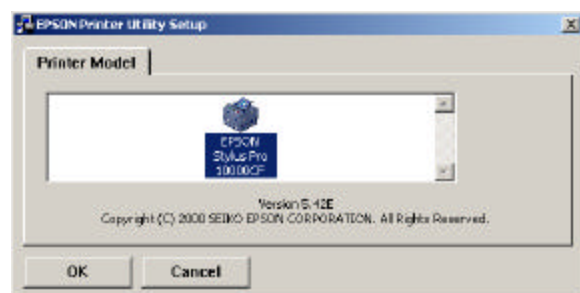 EPSON Printer Utility Setup
Printer Model
EPSON
Stylus Pro
10000CF
Version 5.42E
Copyright (C) 2000 SEIKO EPSON CORPORATION. All Rights Reserved.
OK Cancel